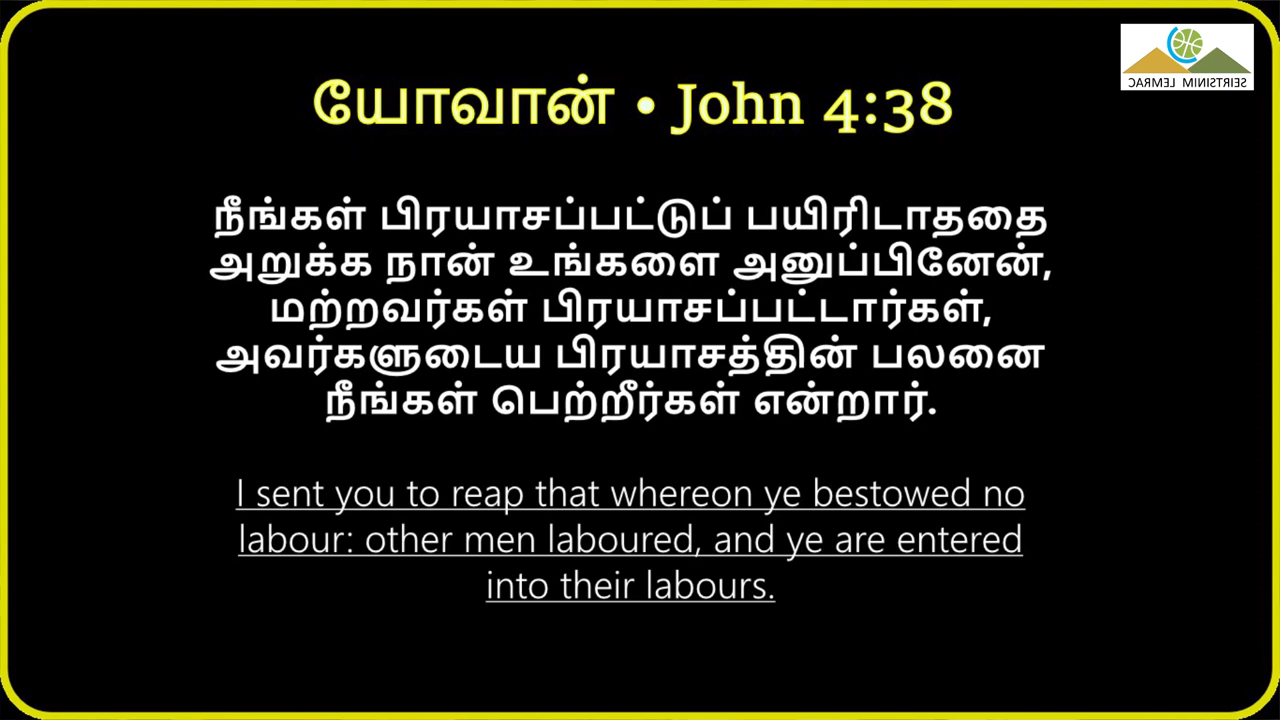 CARMEL MINISTRIES
யோவான் • John 4:38
நீங்கள் பிரயாசப்பட்டுப் பயிரிடாததை
அறுக்க நான் உங்களை அனுப்பினேன்,
மற்றவர்கள் பிரயாசப்பட்டார்கள்,
அவர்களுடைய பிரயாசத்தின் பலனை
நீங்கள் பெற்றீர்கள் என்றார்.
I sent you to reap that whereon ye bestowed no
labour: other men laboured, and ye are entered
into their labours.